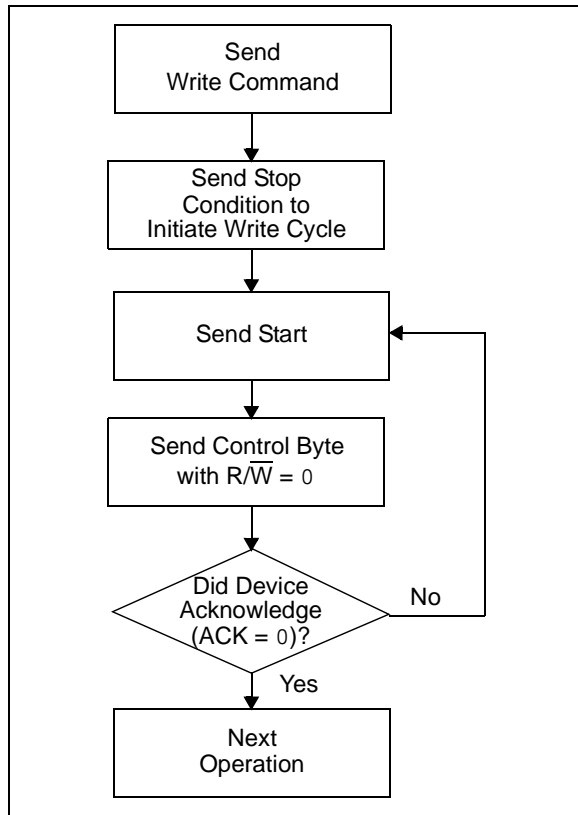 Send
Write Command
Send Stop
Condition to
Initiate Write Cycle
Send Start
Send Control Byte
with R/W̅ = 0
Did Device
Acknowledge
(ACK = 0)?
No
Yes
Next
Operation